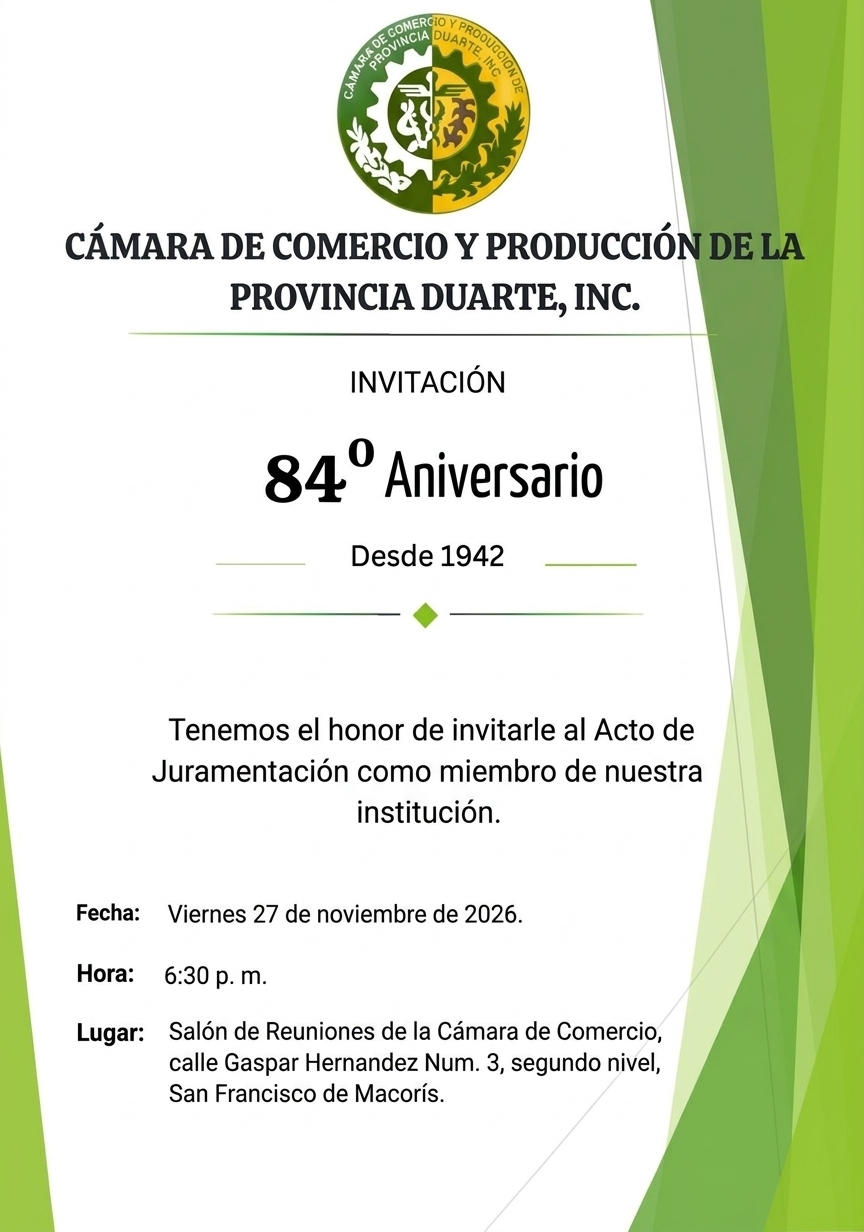 CÁMARA DE COMERCIO Y PRODUCCIÓN DE
PROVINCIA DUARTE, INC
CÁMARA DE COMERCIO Y PRODUCCIÓN DE LA
PROVINCIA DUARTE, INC.
INVITACIÓN
84º Aniversario
Desde 1942
Tenemos el honor de invitarle al Acto de
Juramentación como miembro de nuestra
institución.
Fecha: Viernes 27 de noviembre de 2026.
Hora: 6:30 p. m.
Lugar: Salón de Reuniones de la Cámara de Comercio,
calle Gaspar Hernandez Num. 3, segundo nivel,
San Francisco de Macorís.